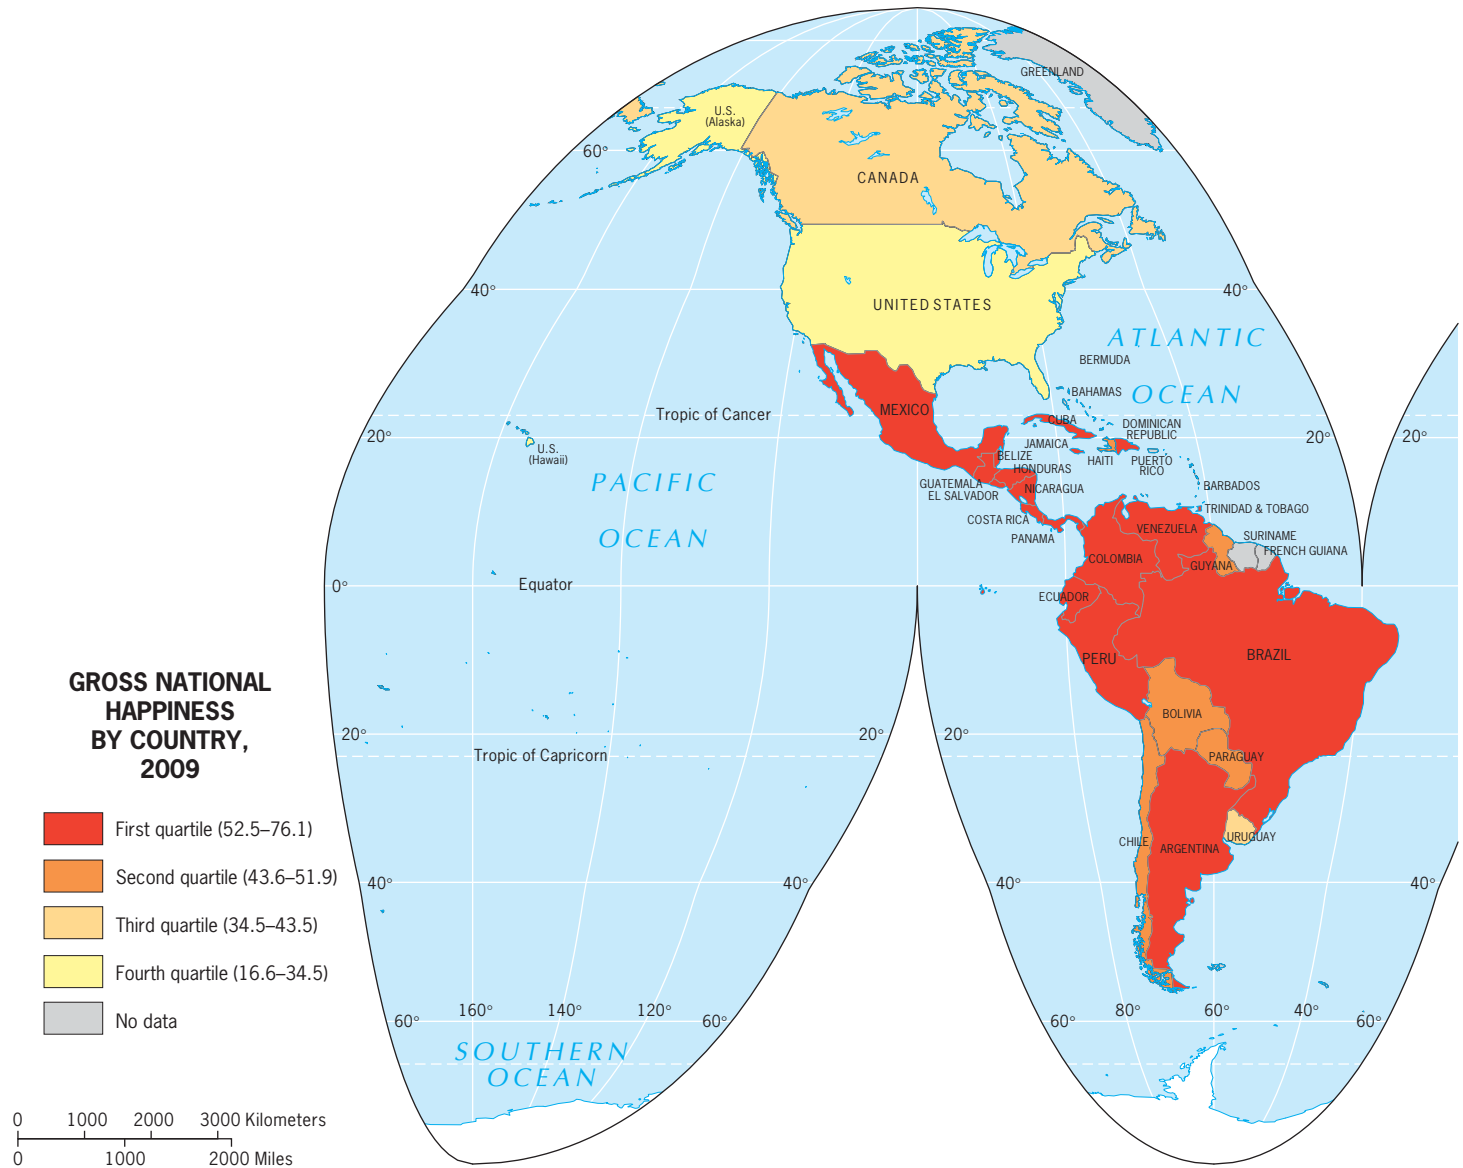 GREENLAND
U.S.
(Alaska)
60°
CANADA
40°
40°
UNITED STATES
ATLANTIC
OCEAN
BERMUDA
BAHAMAS
Tropic of Cancer
MEXICO
CUBA
DOMINICAN
REPUBLIC
20°
20°
20°
U.S.
(Hawaii)
JAMAICA
BELIZE
HAITI
PUERTO
RICO
HONDURAS
PACIFIC
OCEAN
GUATEMALA
EL SALVADOR
NICARAGUA
BARBADOS
TRINIDAD & TOBAGO
COSTA RICA
PANAMA
VENEZUELA
SURINAME
FRENCH GUIANA
COLOMBIA
GUYANA
0°
Equator
ECUADOR
PERU
BRAZIL
BOLIVIA
20°
20°
20°
Tropic of Capricorn
PARAGUAY
CHILE
ARGENTINA
URUGUAY
40°
40°
40°
40°
60°
160°
140°
120°
60°
60°
80°
60°
40°
60°
SOUTHERN
OCEAN
GROSS NATIONAL
HAPPINESS
BY COUNTRY,
2009
First quartile (52.5–76.1)
Second quartile (43.6–51.9)
Third quartile (34.5–43.5)
Fourth quartile (16.6–34.5)
No data
0 1000 2000 3000 Kilometers
0 1000 2000 Miles